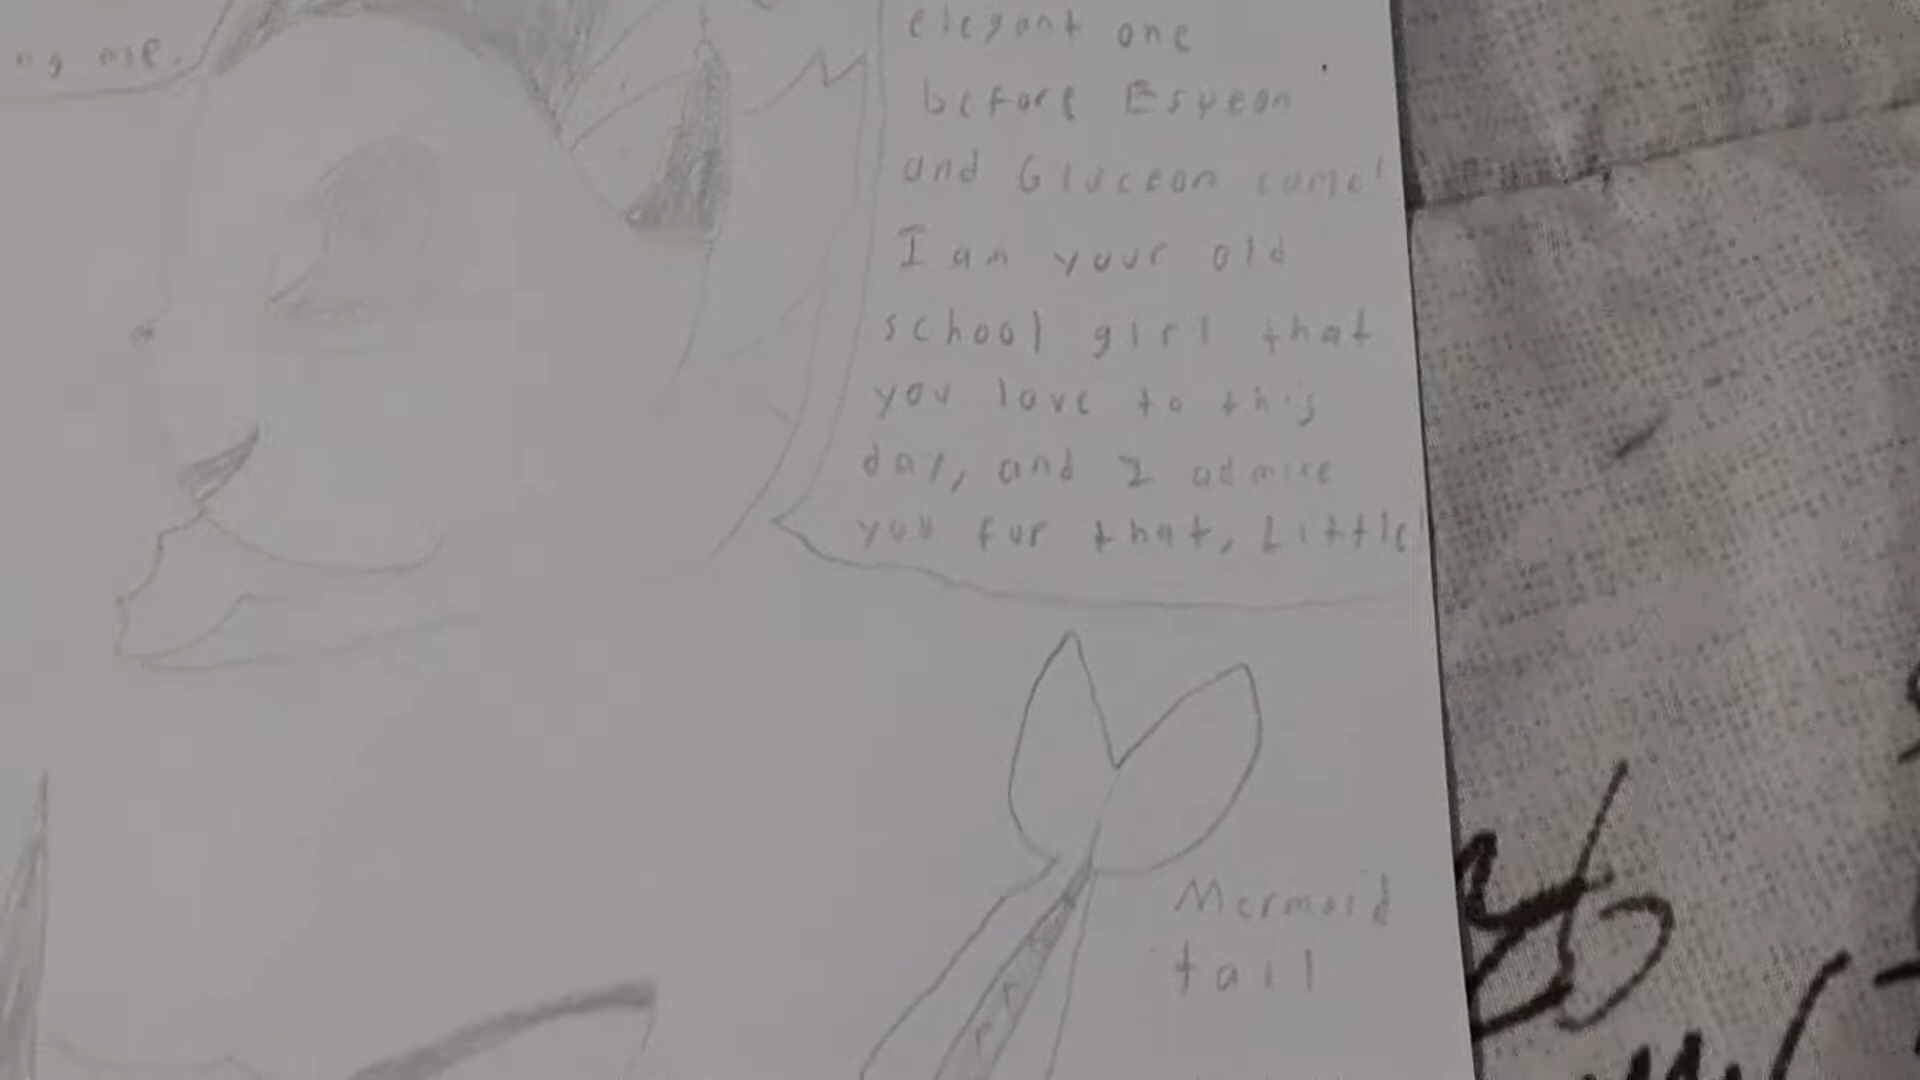 ng me.
elegant one
before Espeon
and Glaceon came!
I am your old
school girl that
you love to this
day, and I admire
you for that, Little
Mermaid
tail